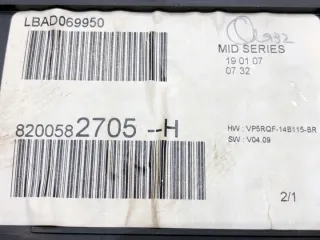 LBAD069950
MID SERIES
19 01 07
07 32
8200582705 --H
HW : VP5RQF-14B115-BR
SW : V04.09
2/1